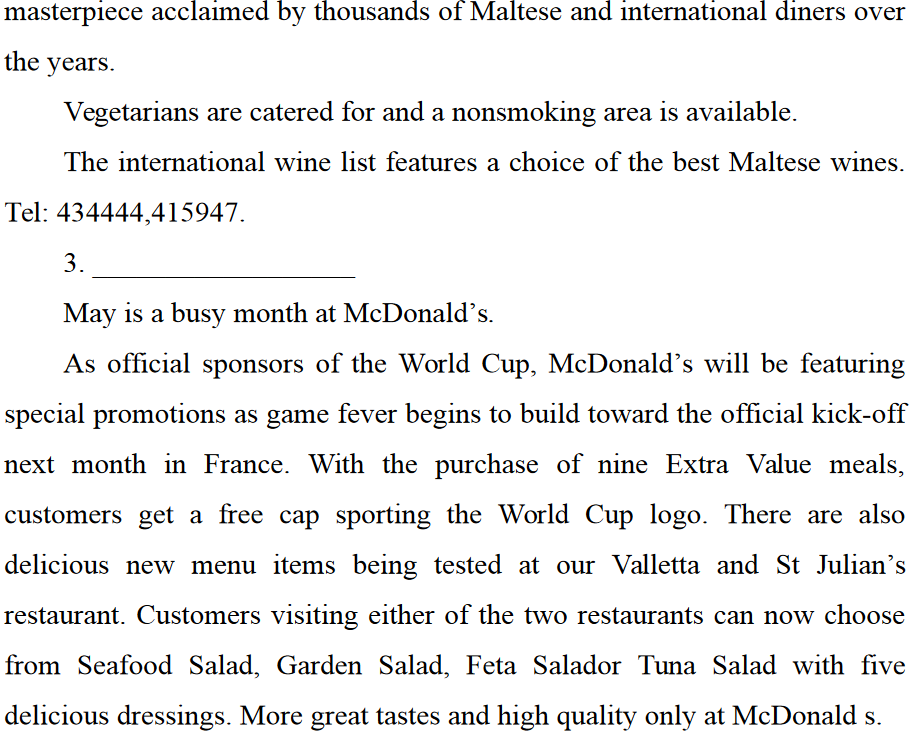 masterpiece acclaimed by thousands of Maltese and international diners over
the years.
Vegetarians are catered for and a nonsmoking area is available.
The international wine list features a choice of the best Maltese wines.
Tel: 434444,415947.
3. ___________________
May is a busy month at McDonald’s.
As official sponsors of the World Cup, McDonald’s will be featuring
special promotions as game fever begins to build toward the official kick-off
next month in France. With the purchase of nine Extra Value meals,
customers get a free cap sporting the World Cup logo. There are also
delicious new menu items being tested at our Valletta and St Julian’s
restaurant. Customers visiting either of the two restaurants can now choose
from Seafood Salad, Garden Salad, Feta Salador Tuna Salad with five
delicious dressings. More great tastes and high quality only at McDonald s.